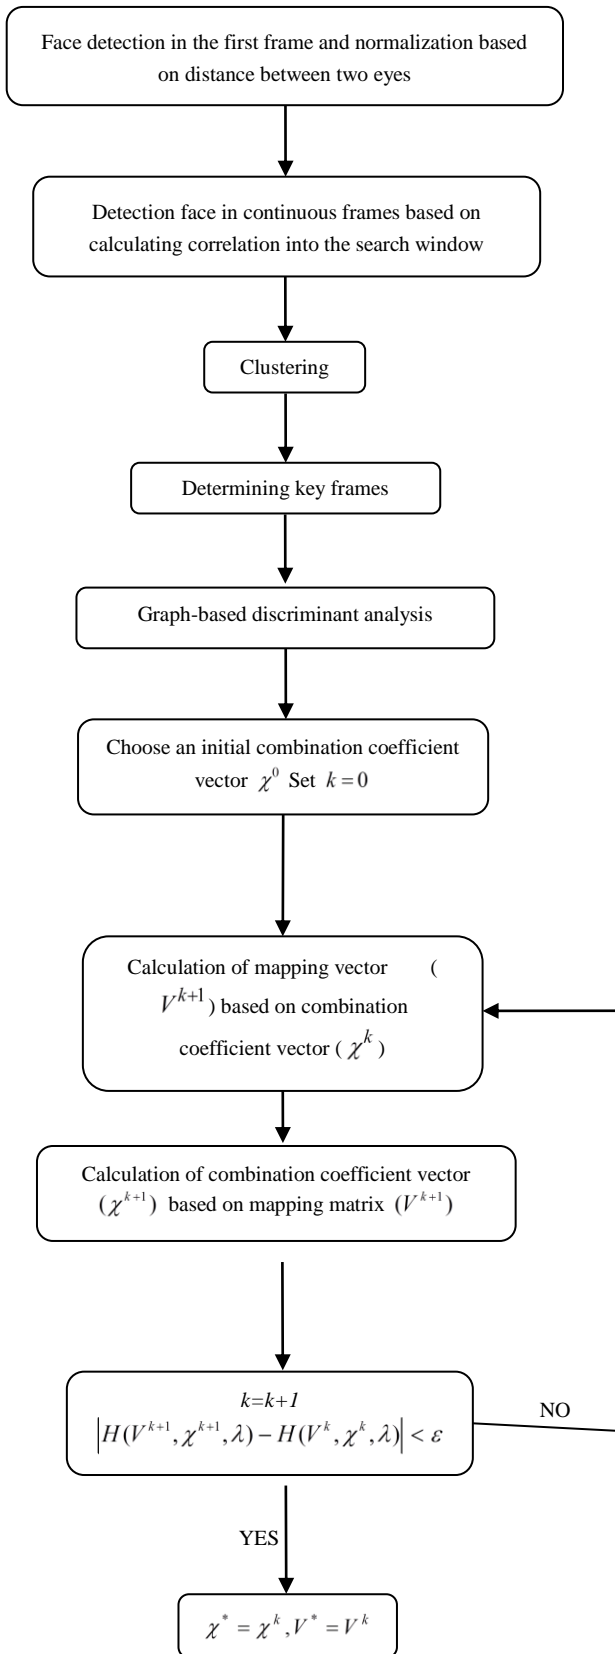 Face detection in the first frame and normalization based
on distance between two eyes
Detection face in continuous frames based on
calculating correlation into the search window
Clustering
Determining key frames
Graph-based discriminant analysis
Choose an initial combination coefficient
vector χ⁰ Set k = 0
Calculation of mapping vector (
V^{k+1}) based on combination
coefficient vector (χ^k)
Calculation of combination coefficient vector
(χ^{k+1}) based on mapping matrix (V^{k+1})
k=k+1
|H(V^{k+1}, χ^{k+1}, λ) − H(V^k, χ^k, λ)| < ε
NO
YES
χ^* = χ^k, V^* = V^k